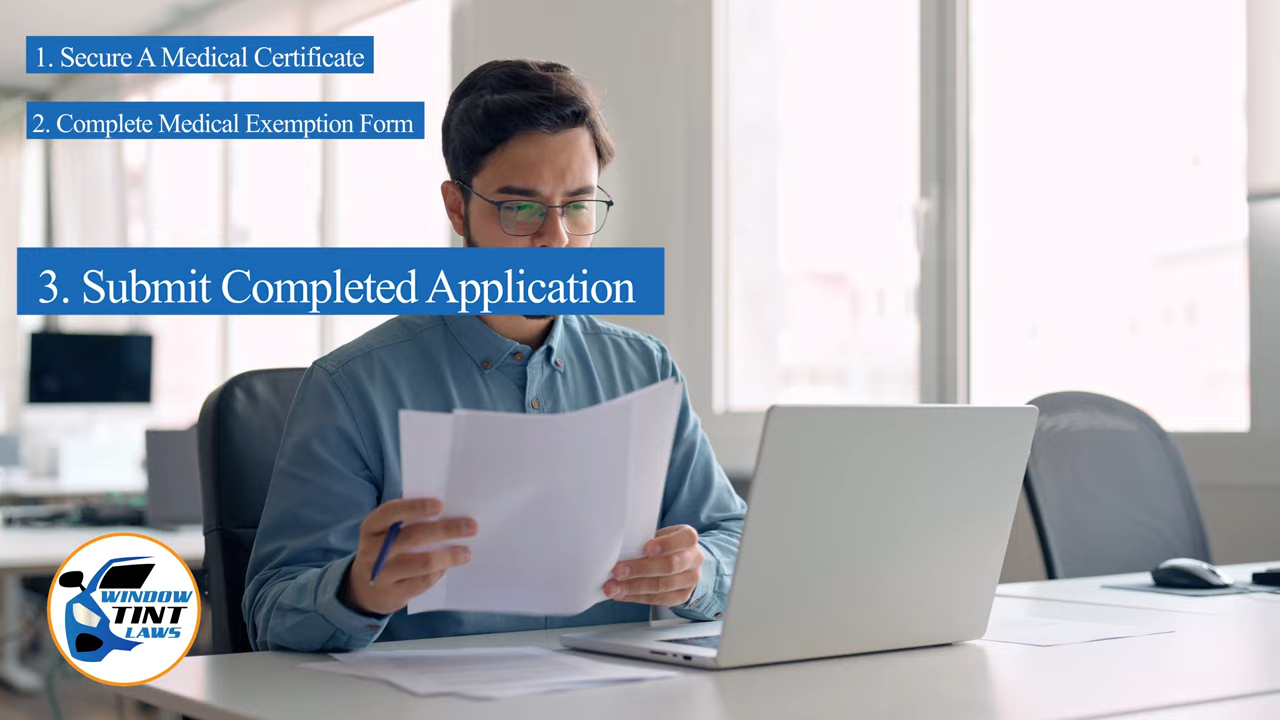 1. Secure A Medical Certificate
2. Complete Medical Exemption Form
3. Submit Completed Application
WINDOW
TINT
LAWS